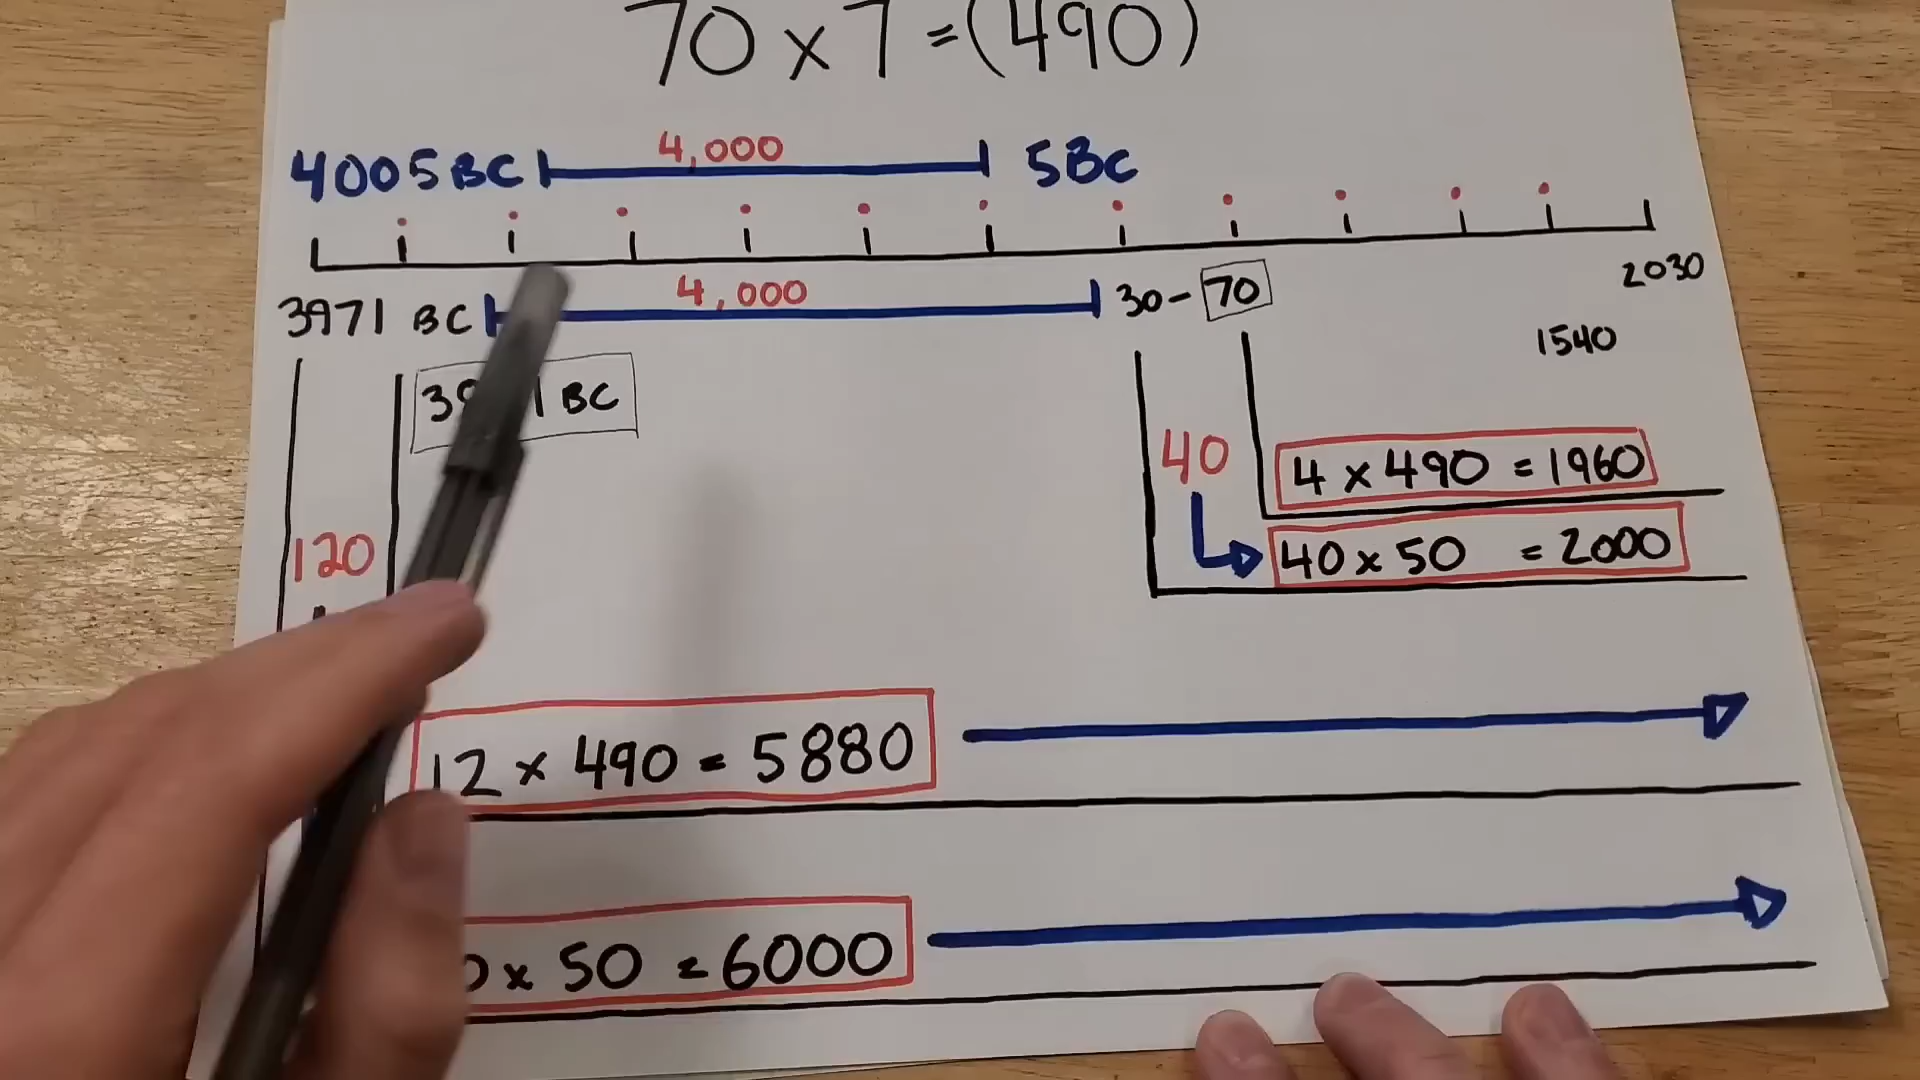 70 x 7 = (490)
4005 BC 4,000 5 BC
2030
3971 BC 4,000 30 - 70
1540
BC
40 4 x 490 = 1960
120 40 x 50 = 2000
12 x 490 = 5880
x 50 = 6000